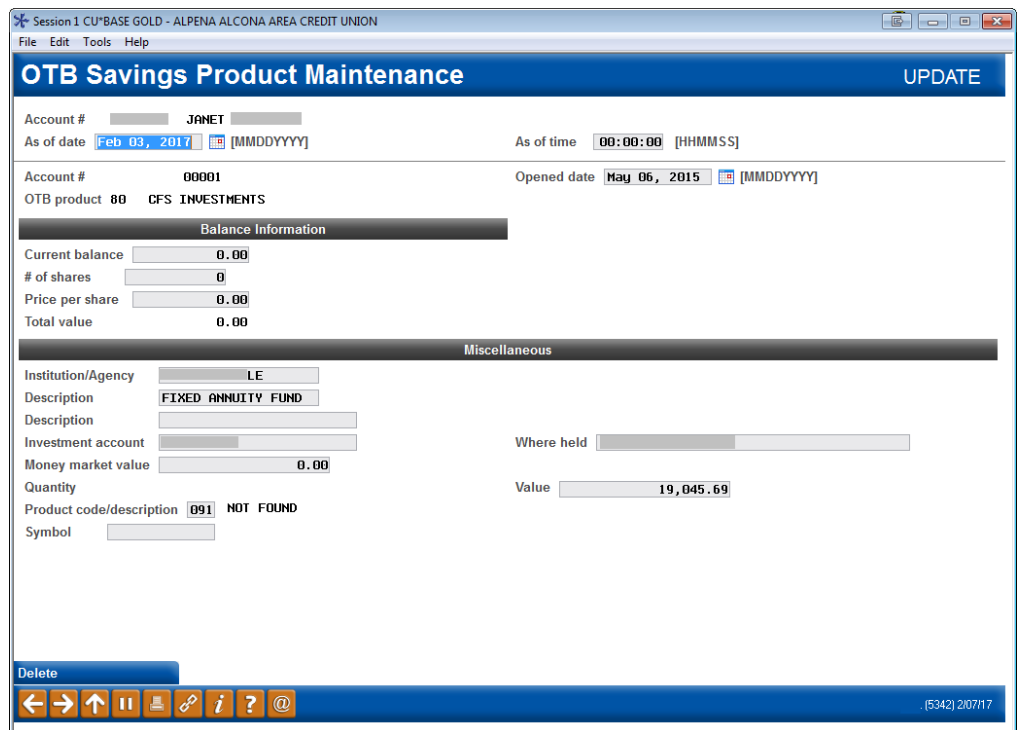 Session 1 CU*BASE GOLD - ALPENA ALCONA AREA CREDIT UNION
File Edit Tools Help
OTB Savings Product Maintenance UPDATE
Account # JANET
As of date Feb 03, 2017 [MMDDYYYY] As of time 00:00:00 [HHMMSS]
Account # 00001 Opened date May 06, 2015 [MMDDYYYY]
OTB product 80 CFS INVESTMENTS
Balance Information
Current balance 0.00
# of shares 0
Price per share 0.00
Total value 0.00
Miscellaneous
Institution/Agency LE
Description FIXED ANNUITY FUND
Description
Investment account Where held
Money market value 0.00
Quantity Value 19,045.69
Product code/description 091 NOT FOUND
Symbol
Delete
i ? @ . (5342) 2/07/17